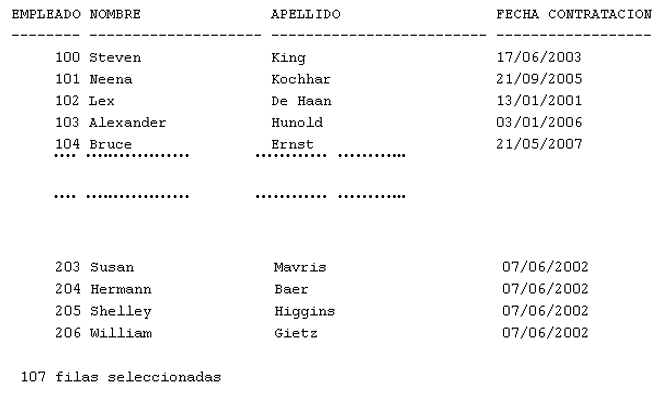 EMPLEADO NOMBRE APELLIDO FECHA CONTRATACION
-------- -------------------- ------------------------- ------------------
100 Steven King 17/06/2003
101 Neena Kochhar 21/09/2005
102 Lex De Haan 13/01/2001
103 Alexander Hunold 03/01/2006
104 Bruce Ernst 21/05/2007
.... .................. ............ ............
.... .................. ............ ............
203 Susan Mavris 07/06/2002
204 Hermann Baer 07/06/2002
205 Shelley Higgins 07/06/2002
206 William Gietz 07/06/2002
107 filas seleccionadas